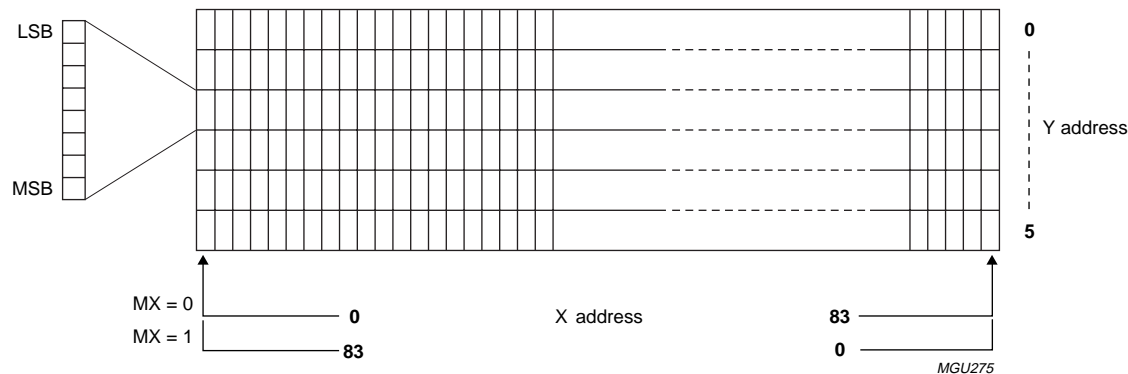 LSB
0
Y address
MSB
5
MX = 0
0
X address
83
MX = 1
83
0
MGU275